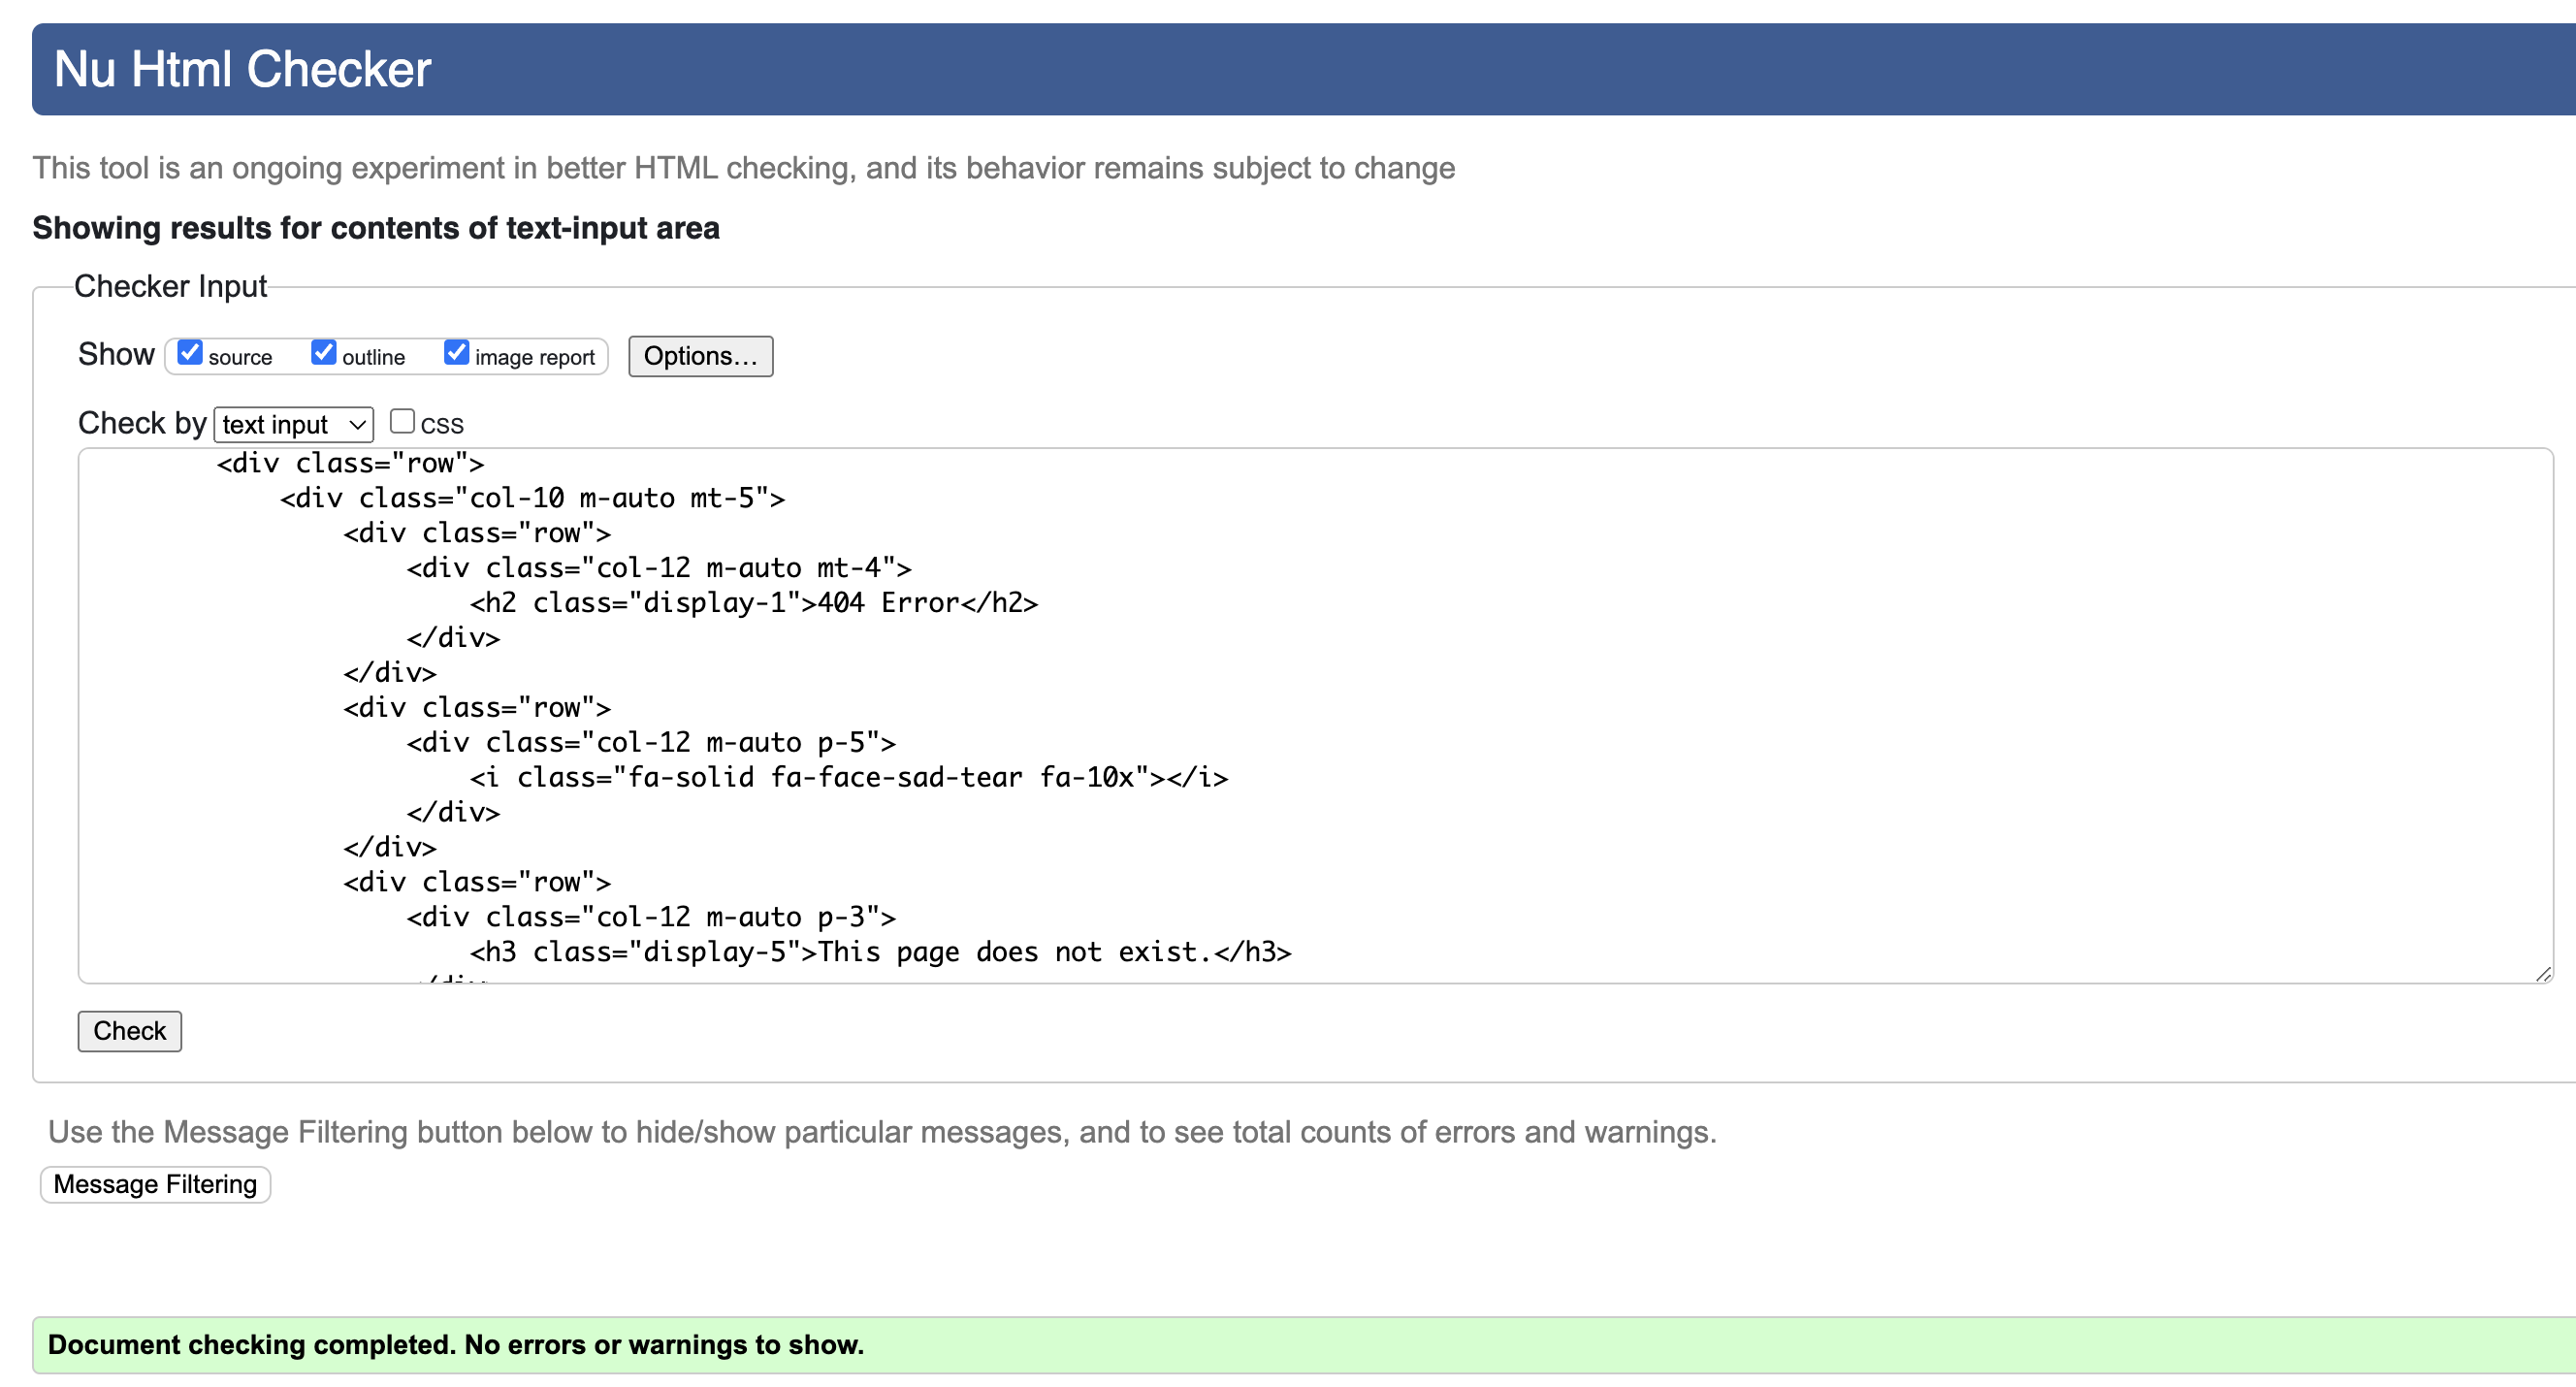 Nu Html Checker
This tool is an ongoing experiment in better HTML checking, and its behavior remains subject to change
Showing results for contents of text-input area
Checker Input
Show source outline image report Options...
Check by text input CSS
<div class="row">
<div class="col-10 m-auto mt-5">
<div class="row">
<div class="col-12 m-auto mt-4">
<h2 class="display-1">404 Error</h2>
</div>
</div>
<div class="row">
<div class="col-12 m-auto p-5">
<i class="fa-solid fa-face-sad-tear fa-10x"></i>
</div>
</div>
<div class="row">
<div class="col-12 m-auto p-3">
<h3 class="display-5">This page does not exist.</h3>
Check
Use the Message Filtering button below to hide/show particular messages, and to see total counts of errors and warnings.
Message Filtering
Document checking completed. No errors or warnings to show.